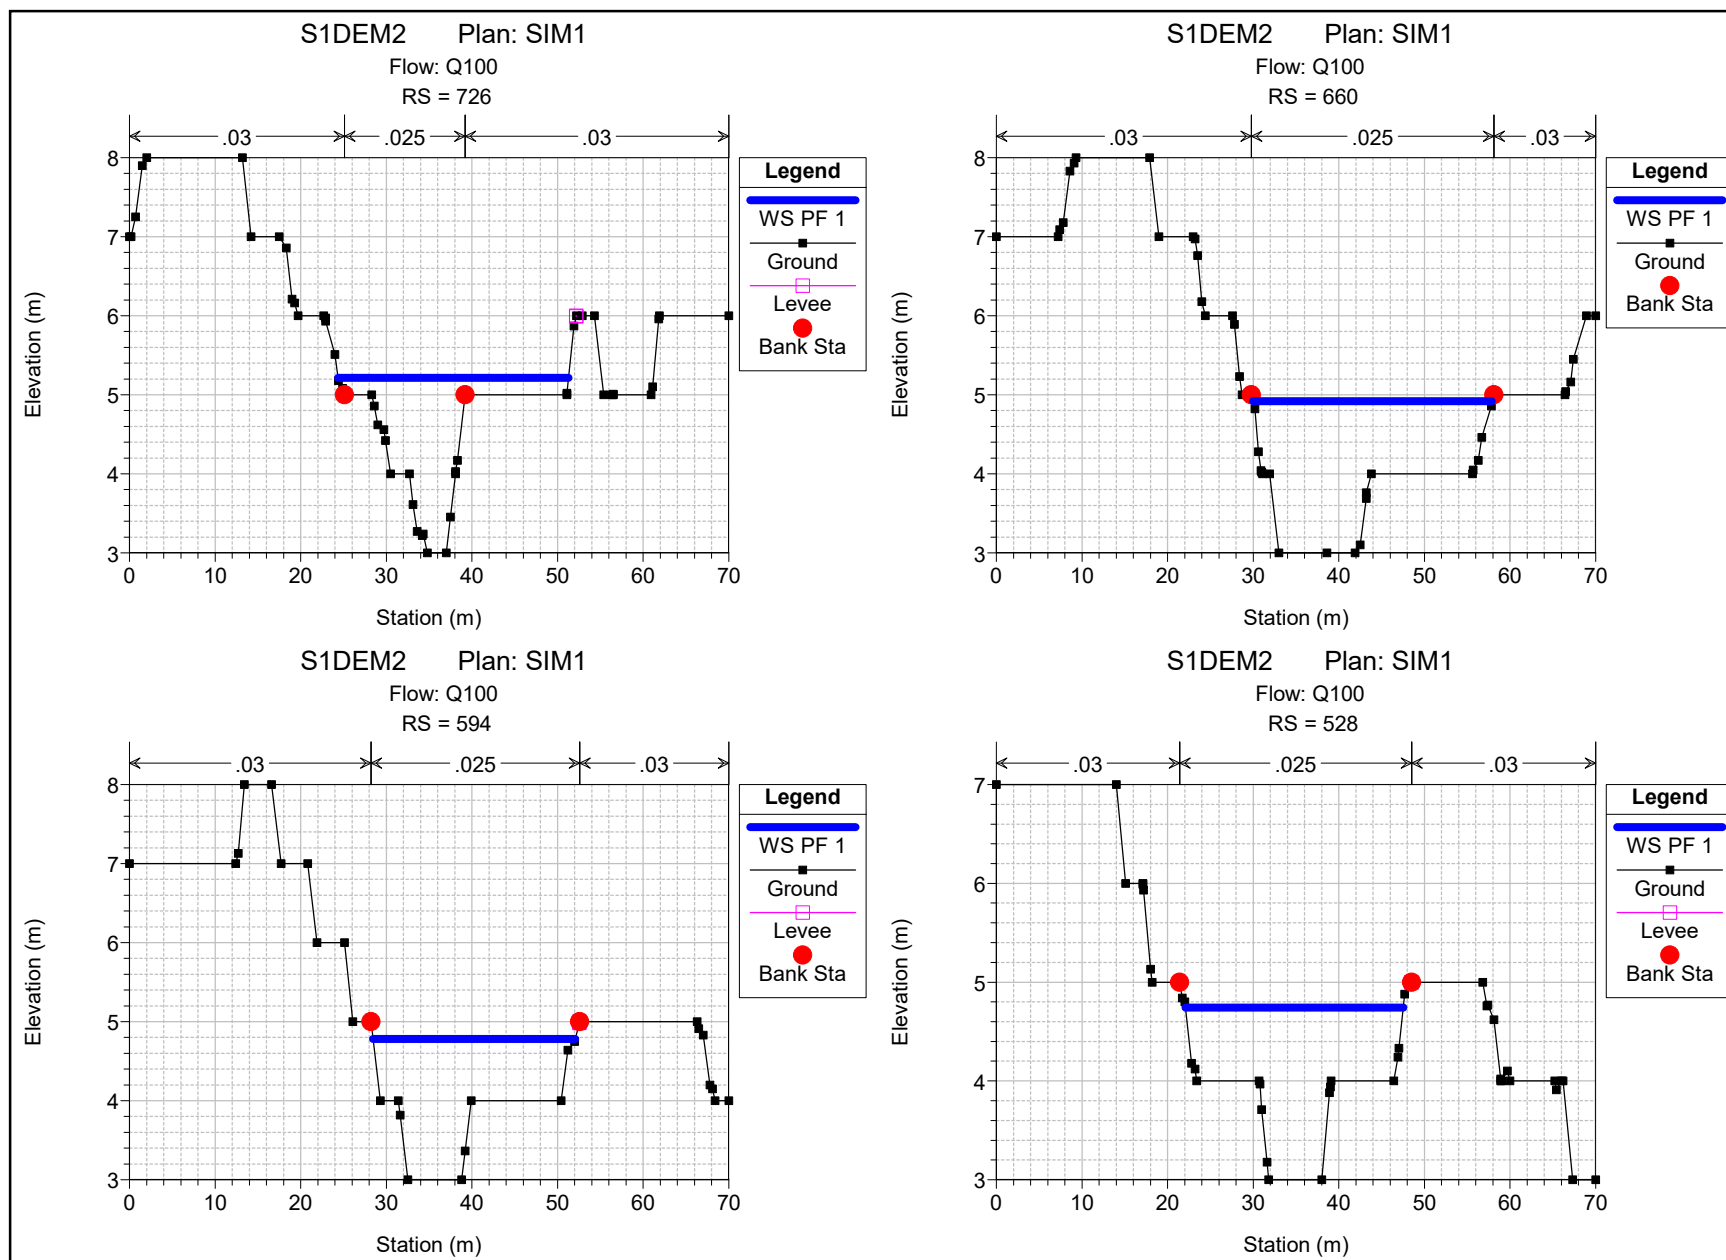 S1DEM2 Plan: SIM1
Flow: Q100
RS = 726
.03 .025 .03
8
7
6
5
4
3
0 10 20 30 40 50 60 70
Station (m)
Elevation (m)
Legend
WS PF 1
Ground
Levee
Bank Sta
S1DEM2 Plan: SIM1
Flow: Q100
RS = 660
.03 .025 .03
8
7
6
5
4
3
0 10 20 30 40 50 60 70
Station (m)
Elevation (m)
Legend
WS PF 1
Ground
Bank Sta
S1DEM2 Plan: SIM1
Flow: Q100
RS = 594
.03 .025 .03
8
7
6
5
4
3
0 10 20 30 40 50 60 70
Station (m)
Elevation (m)
Legend
WS PF 1
Ground
Levee
Bank Sta
S1DEM2 Plan: SIM1
Flow: Q100
RS = 528
.03 .025 .03
7
6
5
4
3
0 10 20 30 40 50 60 70
Station (m)
Elevation (m)
Legend
WS PF 1
Ground
Levee
Bank Sta